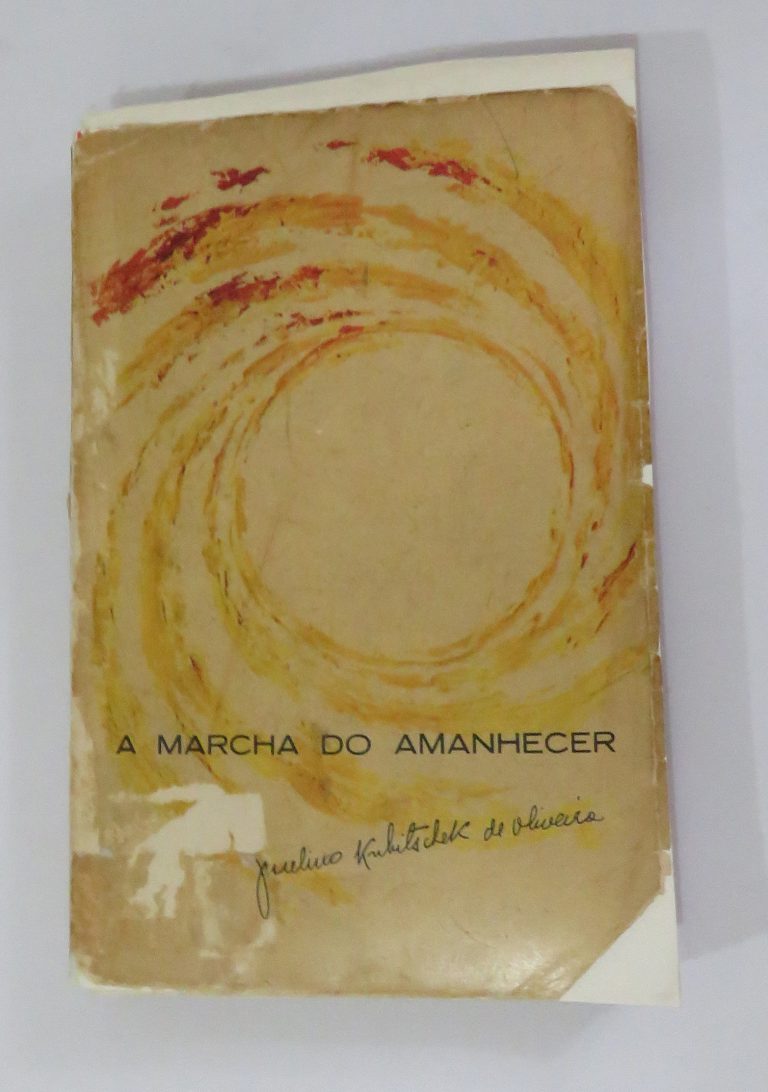 A MARCHA DO AMANHECER
Juscelino Kubitschek de Oliveira